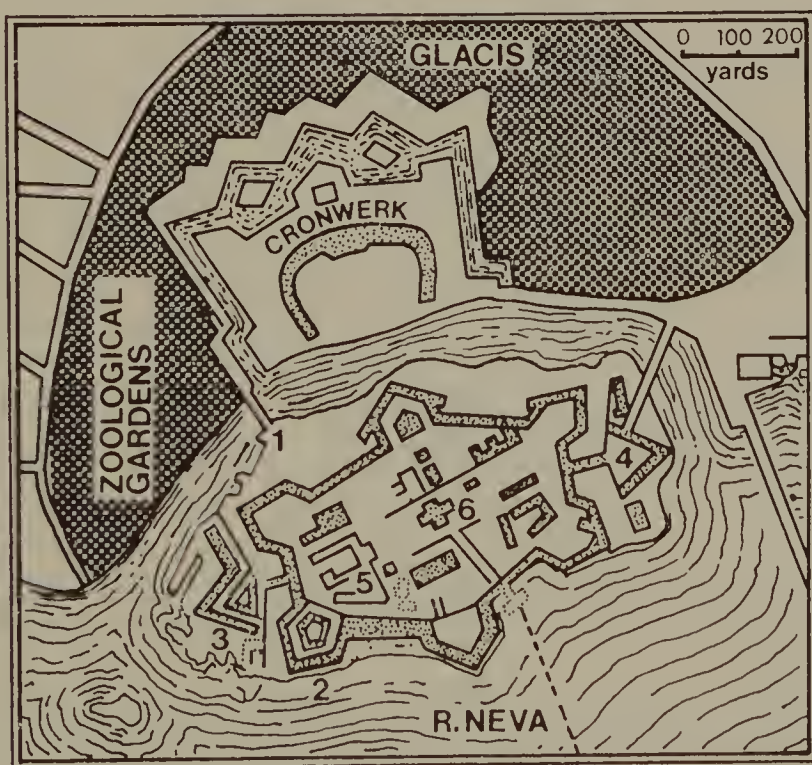 GLACIS
0 100 200
yards
CRONWERK
ZOOLOGICAL
GARDENS
1
4
6
5
3
2
R. NEVA